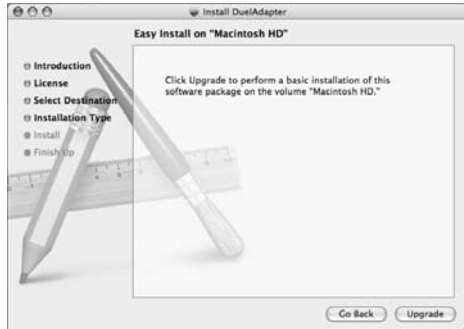 Install DuelAdapter
Easy Install on "Macintosh HD"
Introduction
License
Select Destination
Installation Type
Install
Finish Up
Click Upgrade to perform a basic installation of this
software package on the volume "Macintosh HD."
Go Back
Upgrade